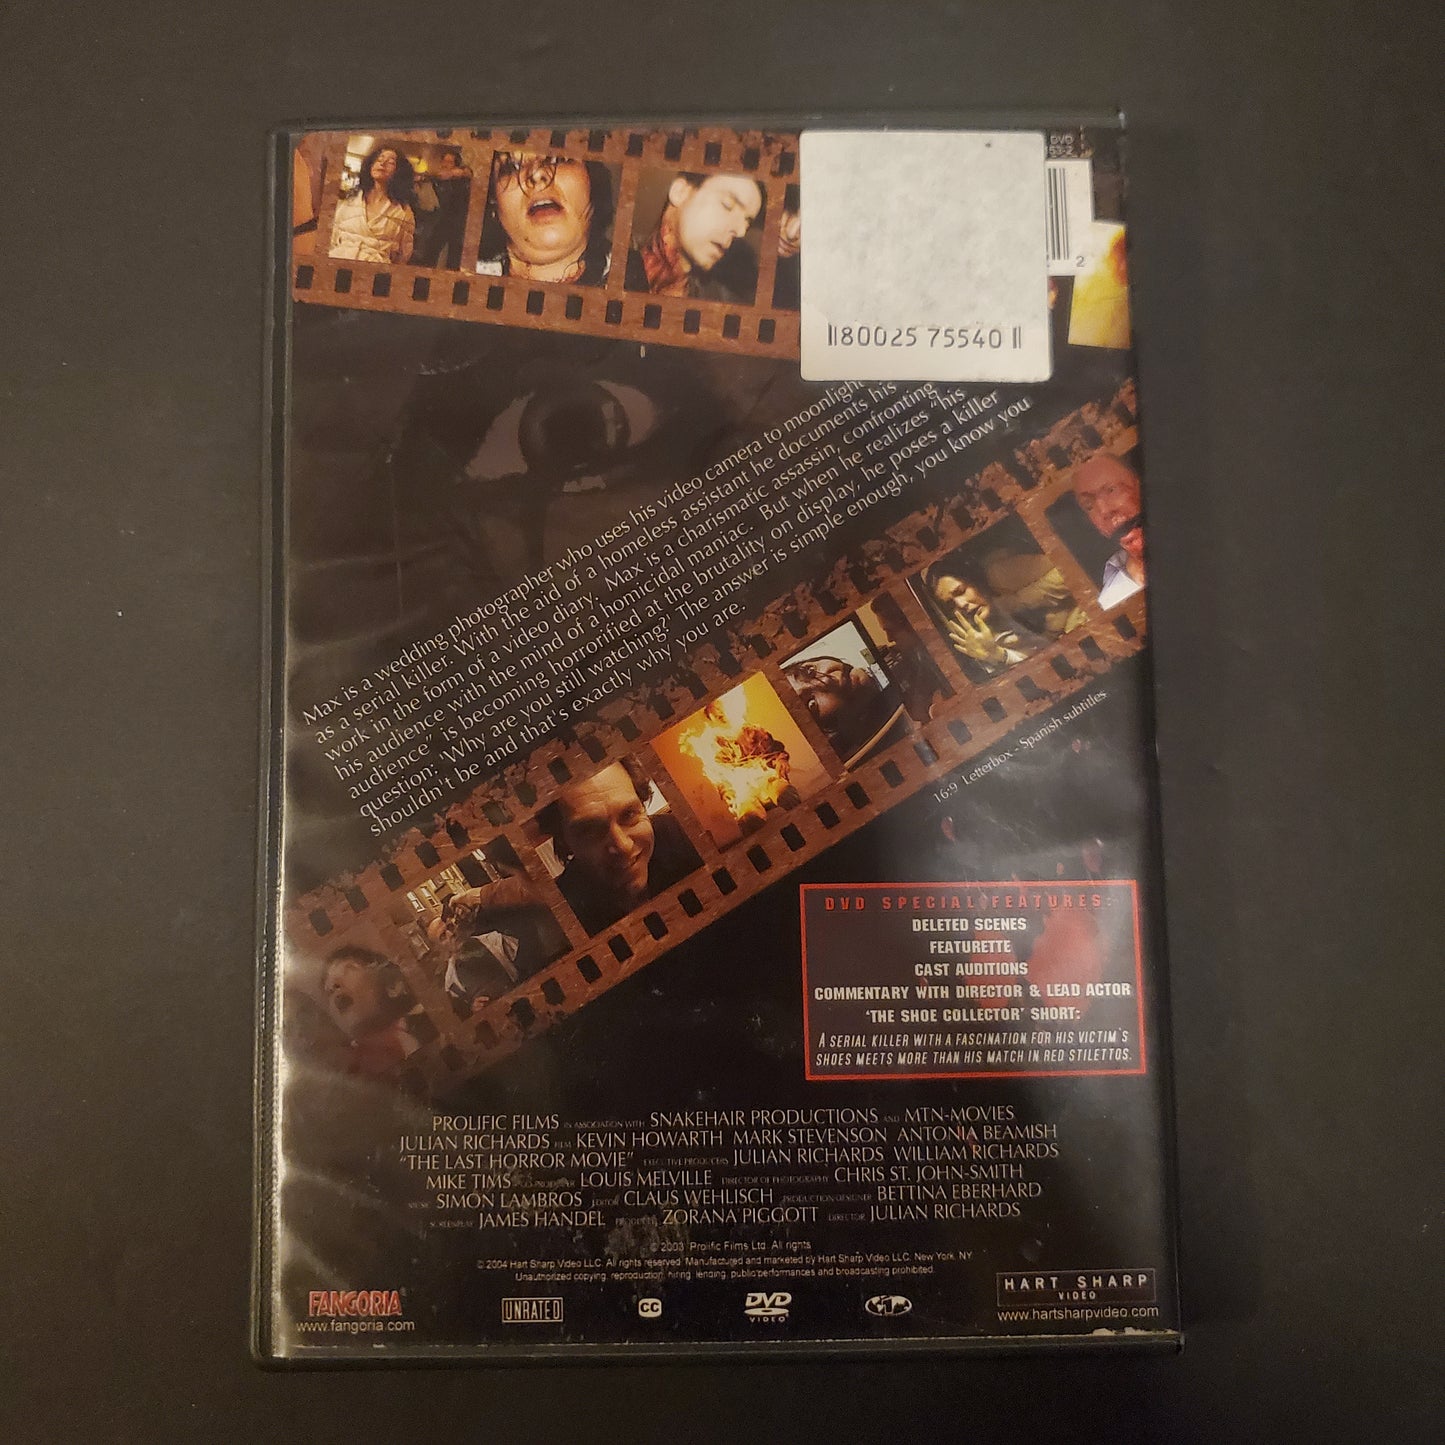 DVD
53-2
2
80025 75540
Max is a wedding photographer who uses his video camera to moonlight
as a serial killer. With the aid of a homeless assistant he documents his
work in the form of a video diary. Max is a charismatic assassin, confronting
his audience with the mind of a homicidal maniac. But when he realizes "his
audience" is becoming horrified at the brutality on display, he poses a killer
question: 'Why are you still watching?' The answer is simple enough, you know you
shouldn't be and that's exactly why you are.
16:9 Letterbox - Spanish subtitles
DVD SPECIAL FEATURES:
DELETED SCENES
FEATURETTE
CAST AUDITIONS
COMMENTARY WITH DIRECTOR & LEAD ACTOR
'THE SHOE COLLECTOR' SHORT:
A SERIAL KILLER WITH A FASCINATION FOR HIS VICTIM'S
SHOES MEETS MORE THAN HIS MATCH IN RED STILETTOS.
PROLIFIC FILMS IN ASSOCIATION WITH SNAKEHAIR PRODUCTIONS AND MTN-MOVIES
JULIAN RICHARDS FILM KEVIN HOWARTH MARK STEVENSON ANTONIA BEAMISH
"THE LAST HORROR MOVIE" EXECUTIVE PRODUCERS JULIAN RICHARDS WILLIAM RICHARDS
MIKE TIMS CO-PRODUCER LOUIS MELVILLE DIRECTOR OF PHOTOGRAPHY CHRIS ST. JOHN-SMITH
MUSIC SIMON LAMBROS EDITOR CLAUS WEHLISCH PRODUCTION DESIGNER BETTINA EBERHARD
SCREENPLAY JAMES HANDEL PRODUCER ZORANA PIGGOTT DIRECTOR JULIAN RICHARDS
© 2003 Prolific Films Ltd. All rights
© 2004 Hart Sharp Video LLC. All rights reserved. Manufactured and marketed by Hart Sharp Video LLC, New York, NY
Unauthorized copying, reproduction, hiring, lending, public performances and broadcasting prohibited.
FANGORIA
www.fangoria.com
UNRATED
CC
DVD
VIDEO
1
HART SHARP
VIDEO
www.hartsharpvideo.com